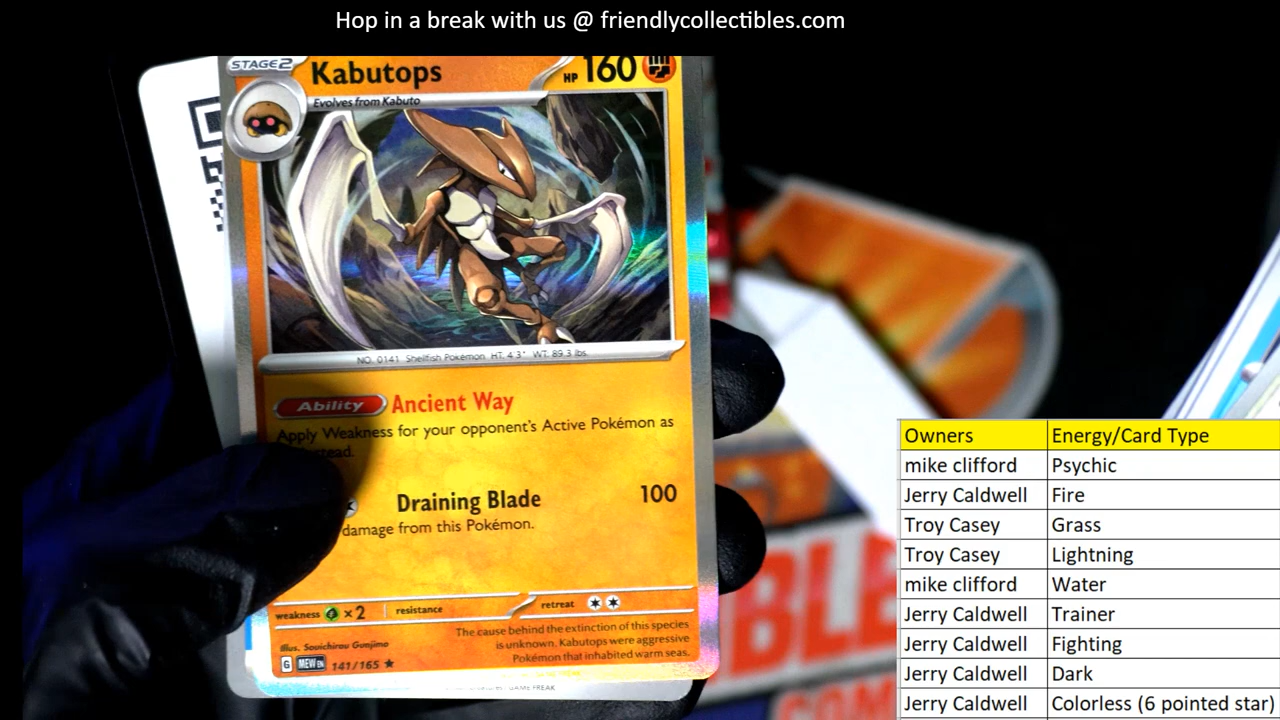 Hop in a break with us @ friendlycollectibles.com
STAGE2
Kabutops
HP 160
Evolves from Kabuto
NO. 0141 Shellfish Pokémon HT. 4'3" WT. 89.3 lbs.
Ability Ancient Way
Apply Weakness for your opponent's Active Pokémon as
instead.
Draining Blade 100
damage from this Pokémon.
weakness ×2 resistance retreat
Illus. Souichirou Gunjima
The cause behind the extinction of this species
is unknown. Kabutops were aggressive
Pokémon that inhabited warm seas.
G MEW EN 141/165 ★
GAME FREAK
Owners Energy/Card Type
mike clifford Psychic
Jerry Caldwell Fire
Troy Casey Grass
Troy Casey Lightning
mike clifford Water
Jerry Caldwell Trainer
Jerry Caldwell Fighting
Jerry Caldwell Dark
Jerry Caldwell Colorless (6 pointed star)